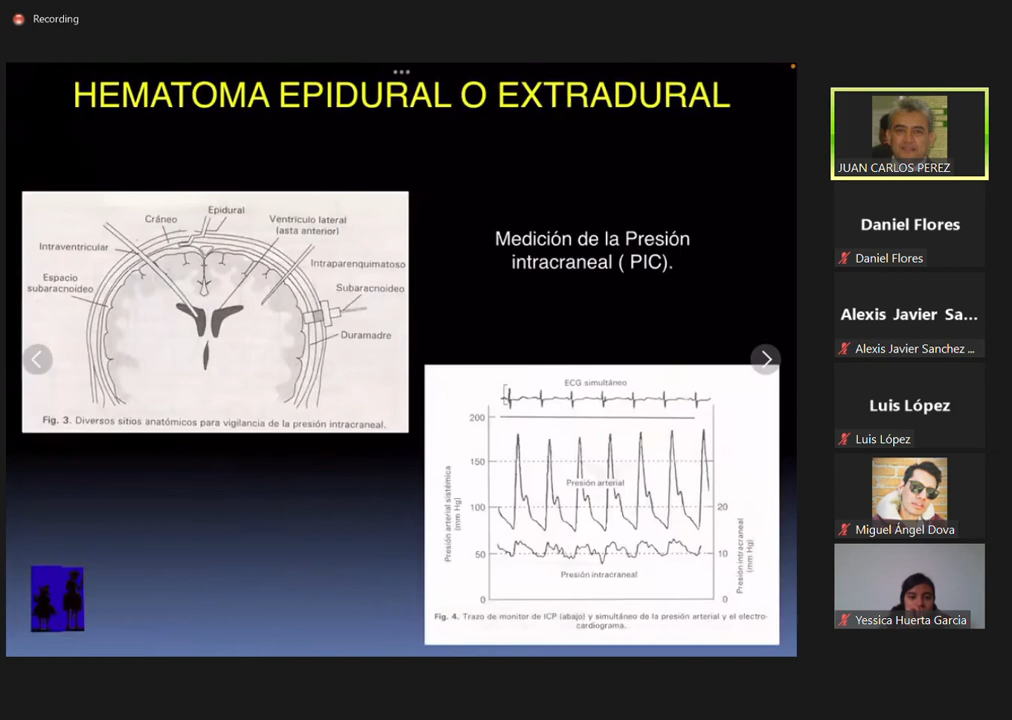 Recording
HEMATOMA EPIDURAL O EXTRADURAL
Cráneo
Epidural
Ventrículo lateral
(asta anterior)
Intraventricular
Intraparenquimatoso
Espacio
subaracnoideo
Subaracnoideo
Duramadre
Fig. 3. Diversos sitios anatómicos para vigilancia de la presión intracraneal.
Medición de la Presión
intracraneal ( PIC).
ECG simultáneo
200
150
Presión arterial
100
20
50
10
Presión intracraneal
0
0
Presión arterial sistémica
(mm Hg)
Presión intracraneal
(mm Hg)
Fig. 4. Trazo de monitor de ICP (abajo) y simultáneo de la presión arterial y el electro-
cardiograma.
JUAN CARLOS PEREZ
Daniel Flores
Daniel Flores
Alexis Javier Sa...
Alexis Javier Sanchez ...
Luis López
Luis López
Miguel Ángel Dova
Yessica Huerta Garcia